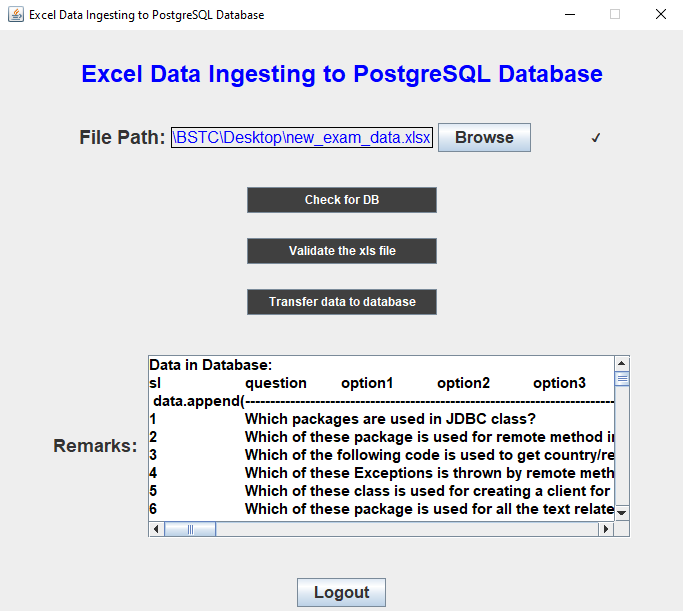 Excel Data Ingesting to PostgreSQL Database
Excel Data Ingesting to PostgreSQL Database
File Path: \BSTC\Desktop\new_exam_data.xlsx Browse ✓
Check for DB
Validate the xls file
Transfer data to database
Remarks:
Data in Database:
sl question option1 option2 option3
data.append(--------------------------------------------------------------------------
1 Which packages are used in JDBC class?
2 Which of these package is used for remote method i
3 Which of the following code is used to get country/re
4 Which of these Exceptions is thrown by remote meth
5 Which of these class is used for creating a client for
6 Which of these package is used for all the text relate
Logout